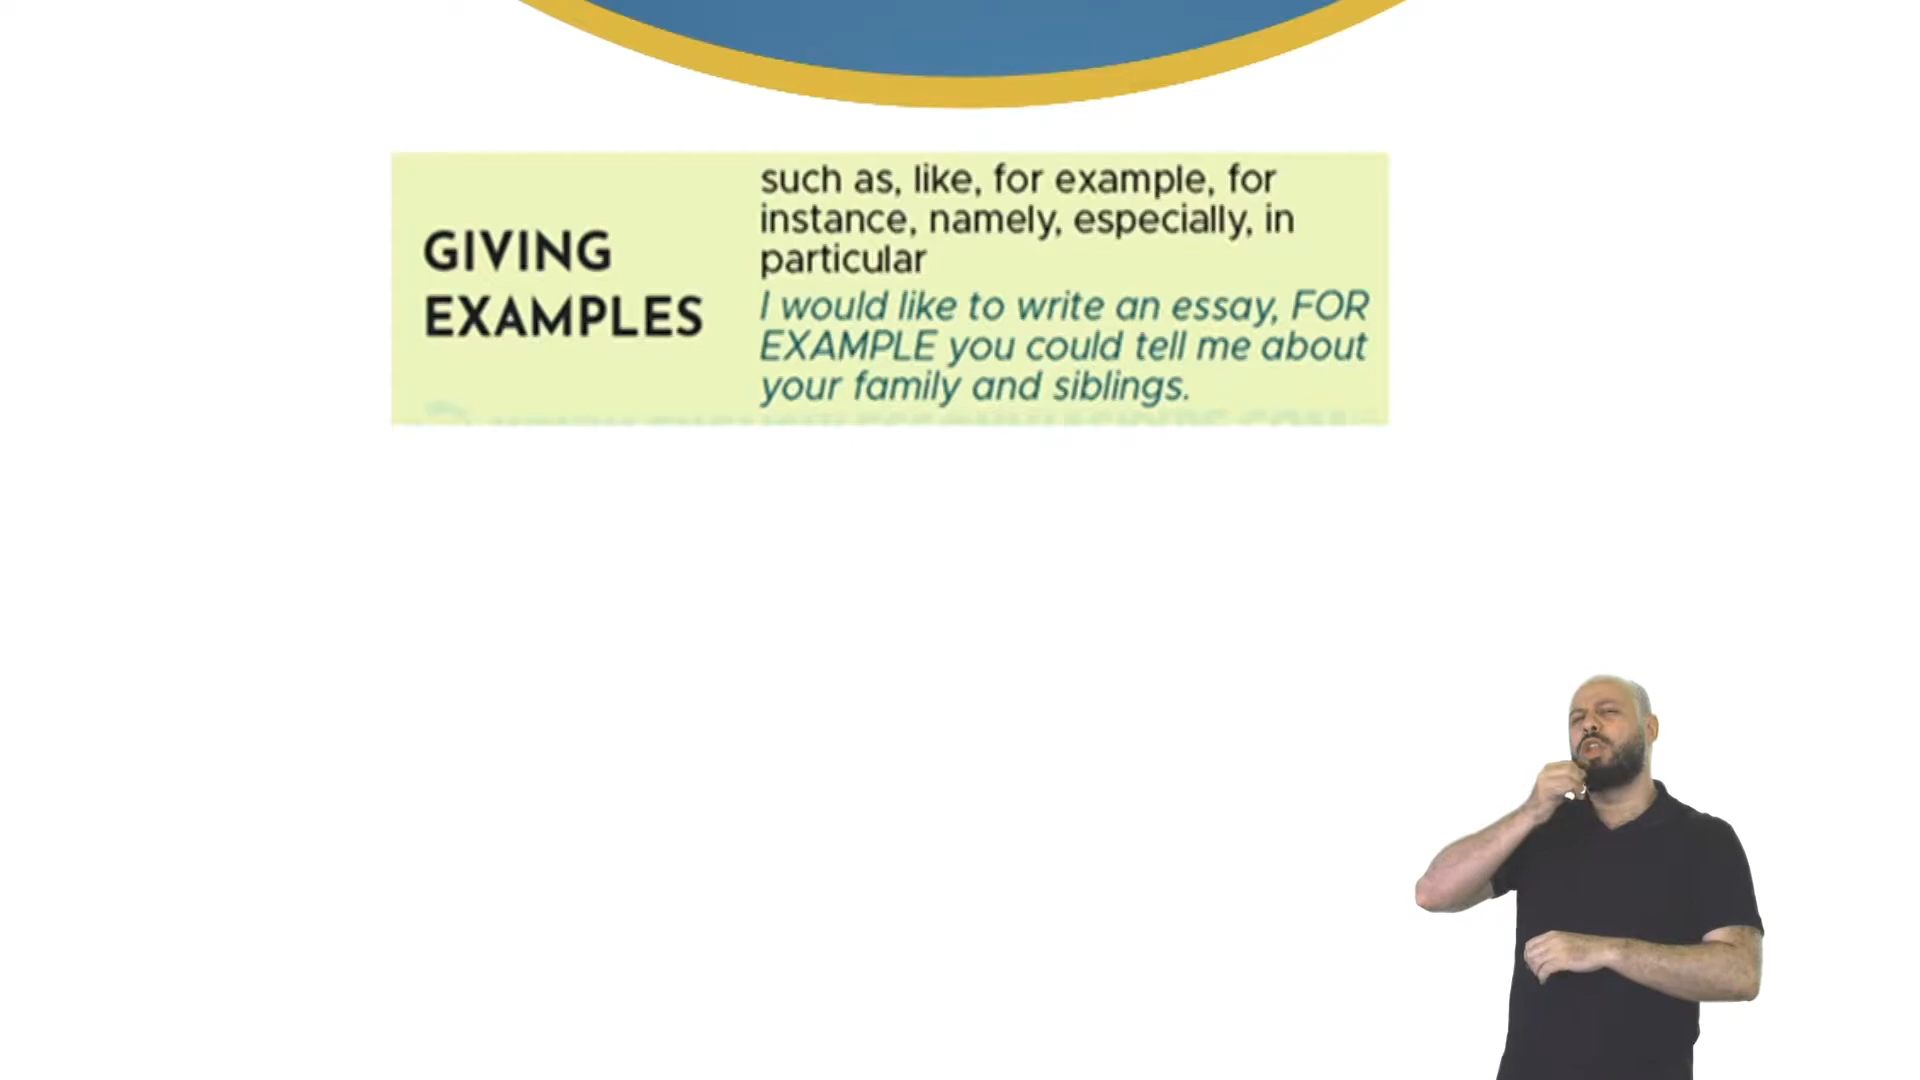 GIVING
EXAMPLES
such as, like, for example, for
instance, namely, especially, in
particular
I would like to write an essay, FOR
EXAMPLE you could tell me about
your family and siblings.